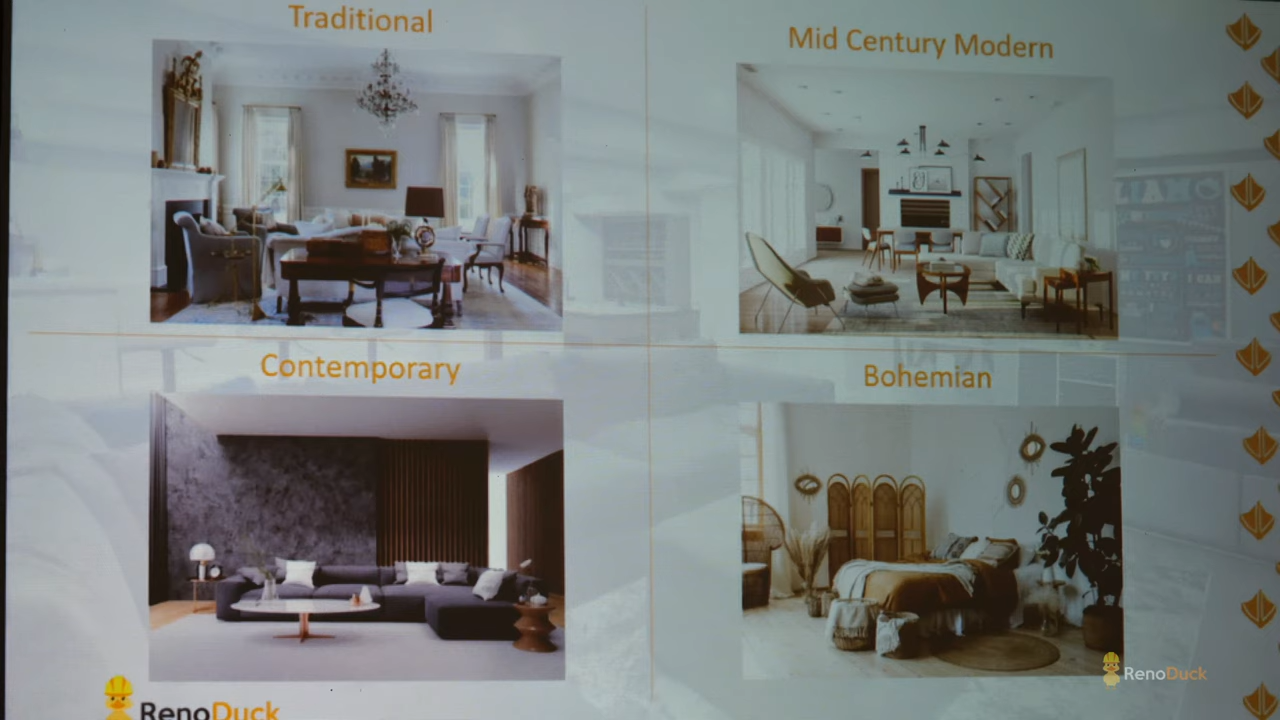 Traditional
Mid Century Modern
Contemporary
Bohemian
RenoDuck
RenoDuck